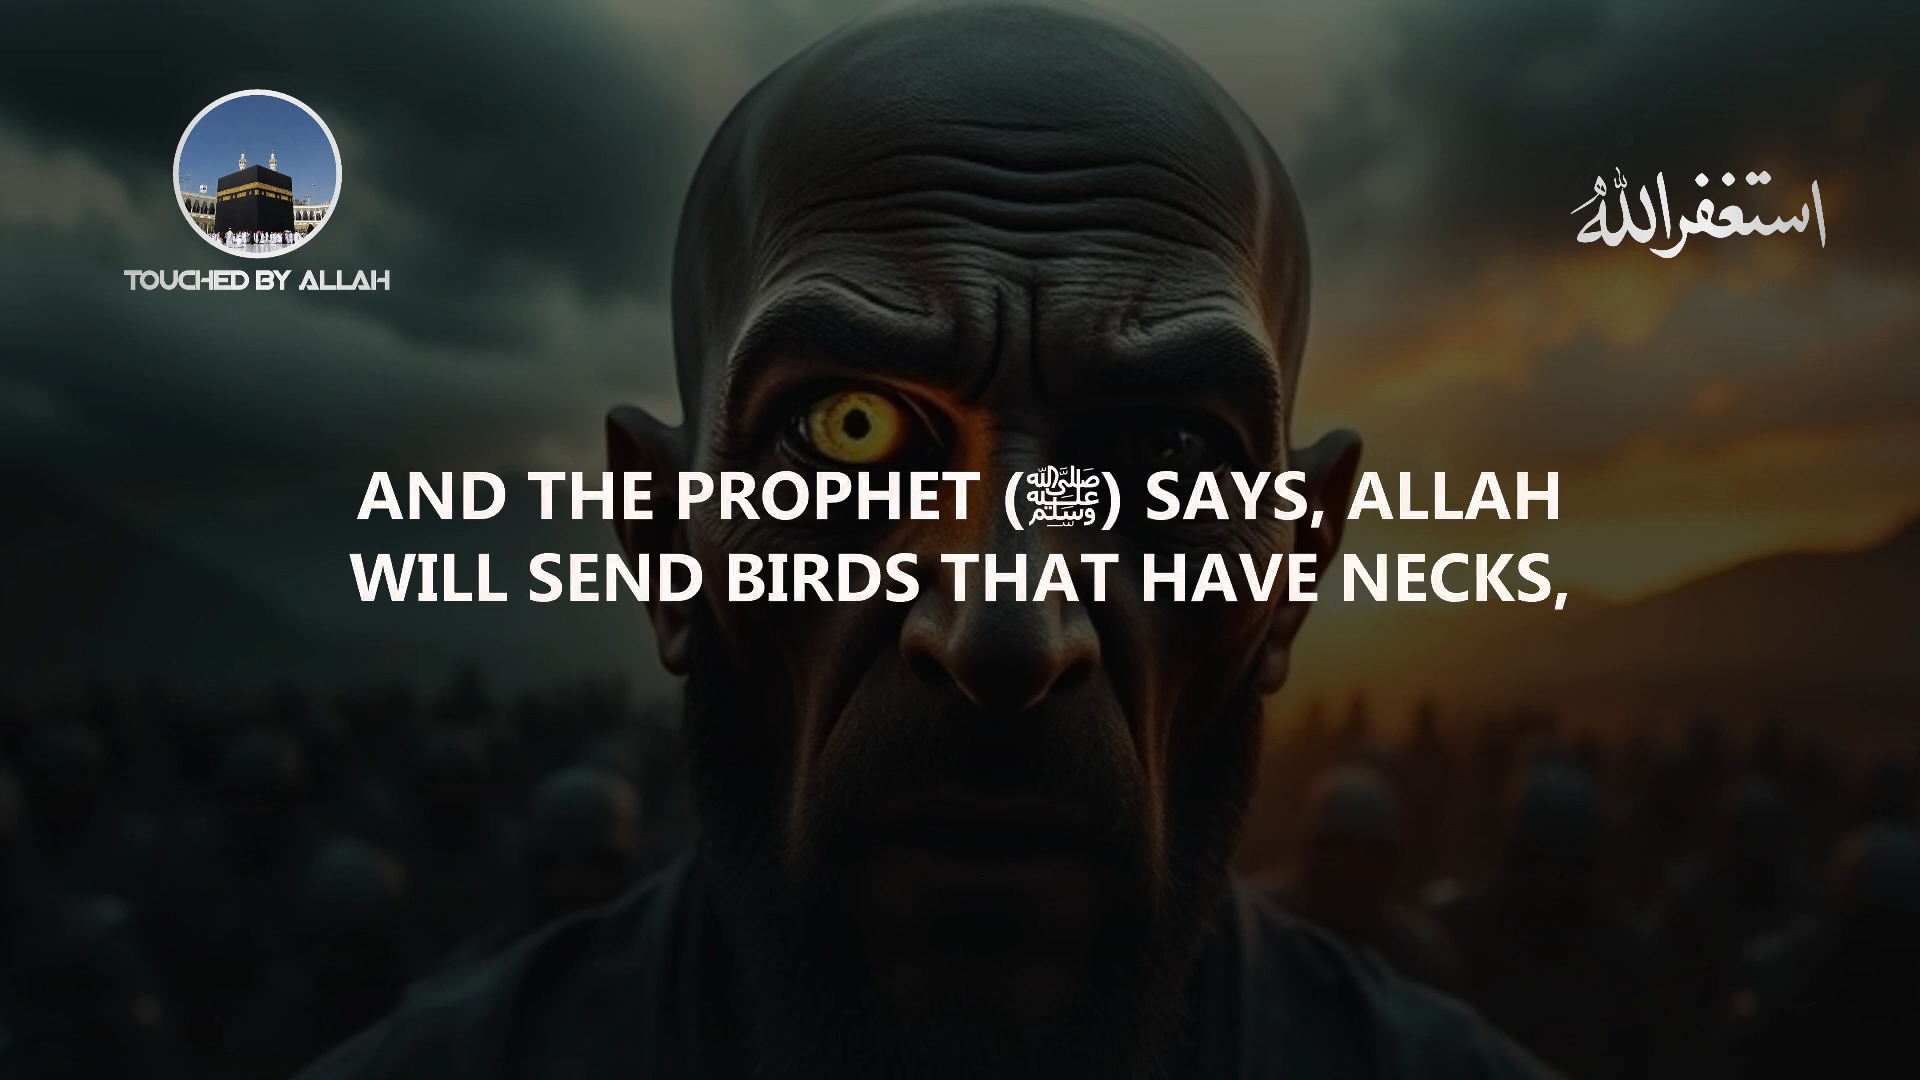 TOUCHED BY ALLAH
استغفرالله
AND THE PROPHET (ﷺ) SAYS, ALLAH
WILL SEND BIRDS THAT HAVE NECKS,